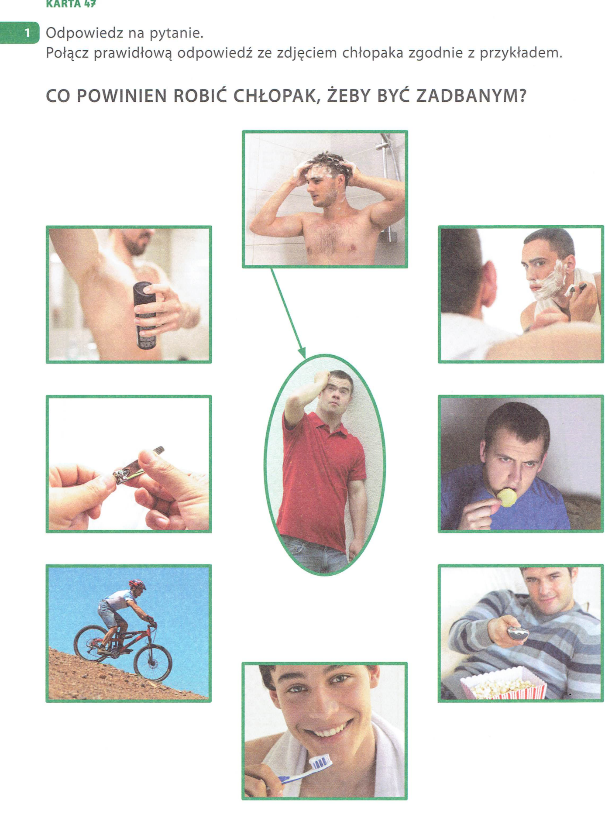 KARTA 47
1 Odpowiedz na pytanie.
Połącz prawidłową odpowiedź ze zdjęciem chłopaka zgodnie z przykładem.
CO POWINIEN ROBIĆ CHŁOPAK, ŻEBY BYĆ ZADBANYM?